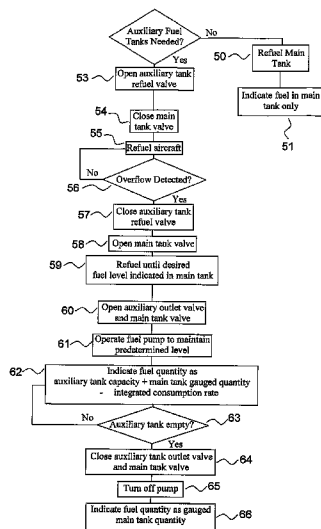 Auxiliary Fuel
Tanks Needed?
No
50
Refuel Main
Tank
Yes
53
Open auxiliary tank
refuel valve
Indicate fuel in main
tank only
51
54
Close main
tank valve
55
Refuel aircraft
No
Overflow Detected?
56
Yes
57
Close auxiliary tank
refuel valve
58
Open main tank valve
59
Refuel until desired
fuel level indicated in main tank
60
Open auxiliary outlet valve
and main tank valve
61
Operate fuel pump to maintain
predetermined level
62
Indicate fuel quantity as
auxiliary tank capacity + main tank gauged quantity
- integrated consumption rate
No
Auxiliary tank empty?
63
Yes
Close auxiliary tank outlet valve
and main tank valve
64
Turn off pump
65
Indicate fuel quantity as gauged
main tank quantity
66